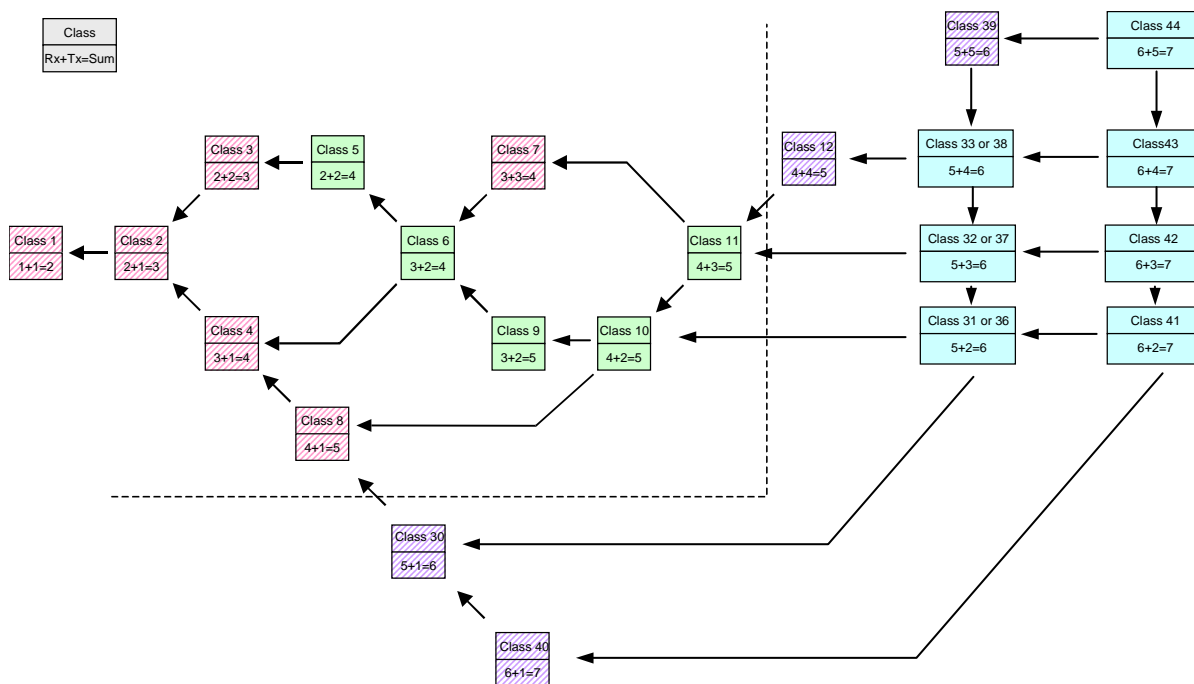 Class
Rx+Tx=Sum
Class 39
5+5=6
Class 44
6+5=7
Class 3
2+2=3
Class 5
2+2=4
Class 7
3+3=4
Class 12
4+4=5
Class 33 or 38
5+4=6
Class43
6+4=7
Class 1
1+1=2
Class 2
2+1=3
Class 6
3+2=4
Class 11
4+3=5
Class 32 or 37
5+3=6
Class 42
6+3=7
Class 4
3+1=4
Class 9
3+2=5
Class 10
4+2=5
Class 31 or 36
5+2=6
Class 41
6+2=7
Class 8
4+1=5
Class 30
5+1=6
Class 40
6+1=7